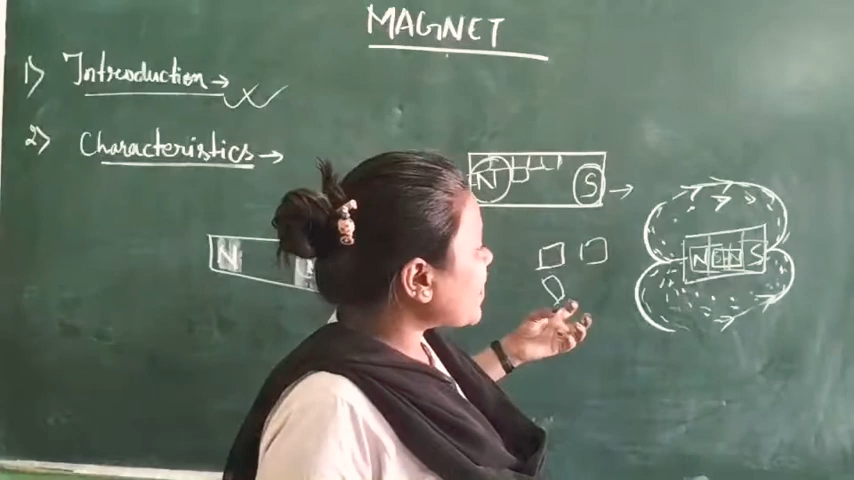 MAGNET
1) Introduction →
2) Characteristics →
N S →
N S N S
N